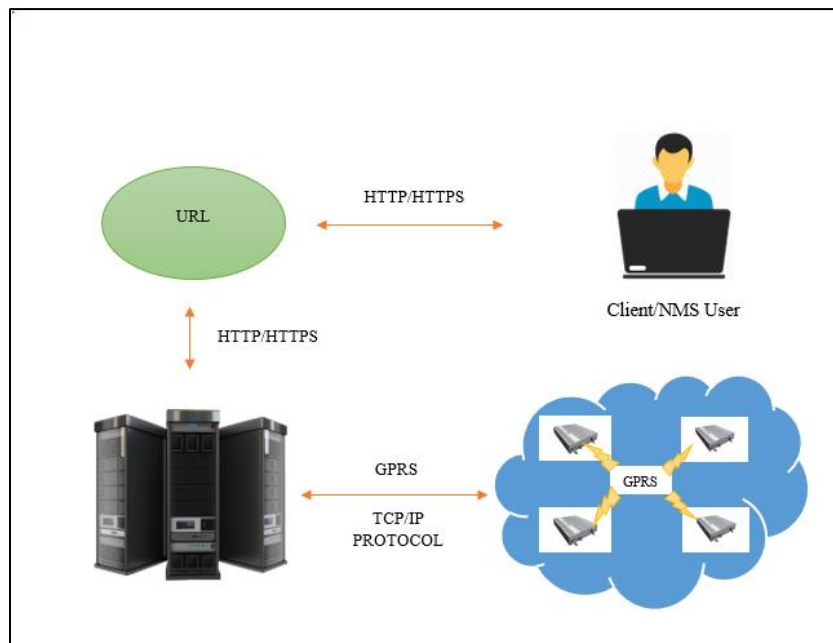 URL
HTTP/HTTPS
Client/NMS User
HTTP/HTTPS
GPRS
TCP/IP
PROTOCOL
GPRS